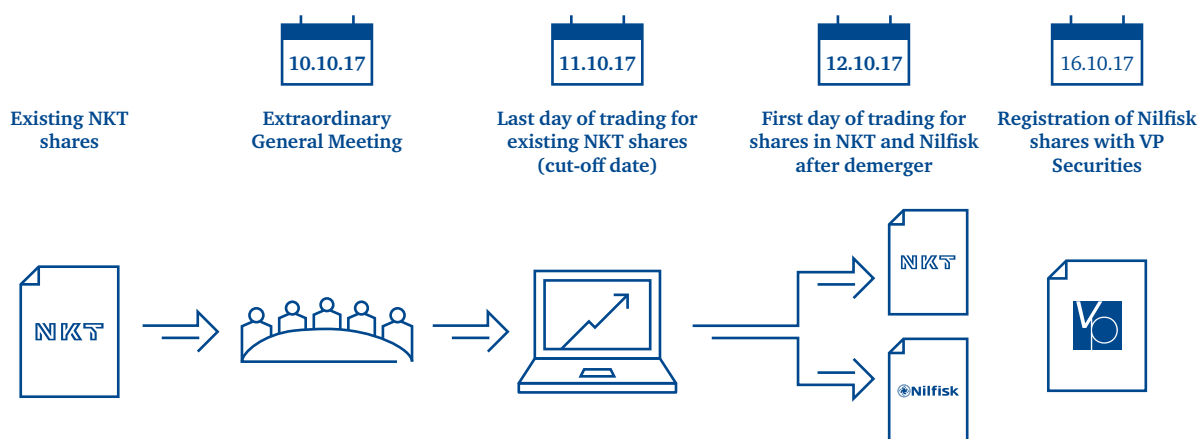 10.10.17
11.10.17
12.10.17
16.10.17
Existing NKT
shares
Extraordinary
General Meeting
Last day of trading for
existing NKT shares
(cut-off date)
First day of trading for
shares in NKT and Nilfisk
after demerger
Registration of Nilfisk
shares with VP
Securities
NKT
NKT
Nilfisk
VP